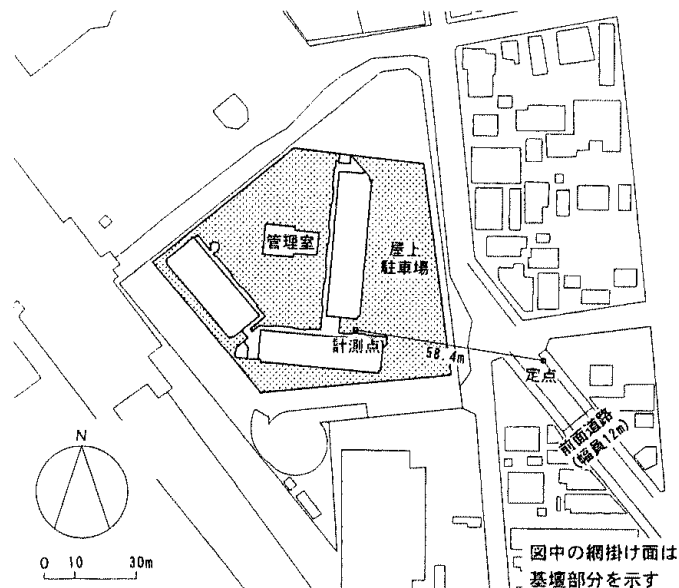 管理室
屋上
駐車場
計測点
58.4m
定点
前面道路
(幅員12m)
N
0 10 30m
図中の網掛け面は
基壇部分を示す